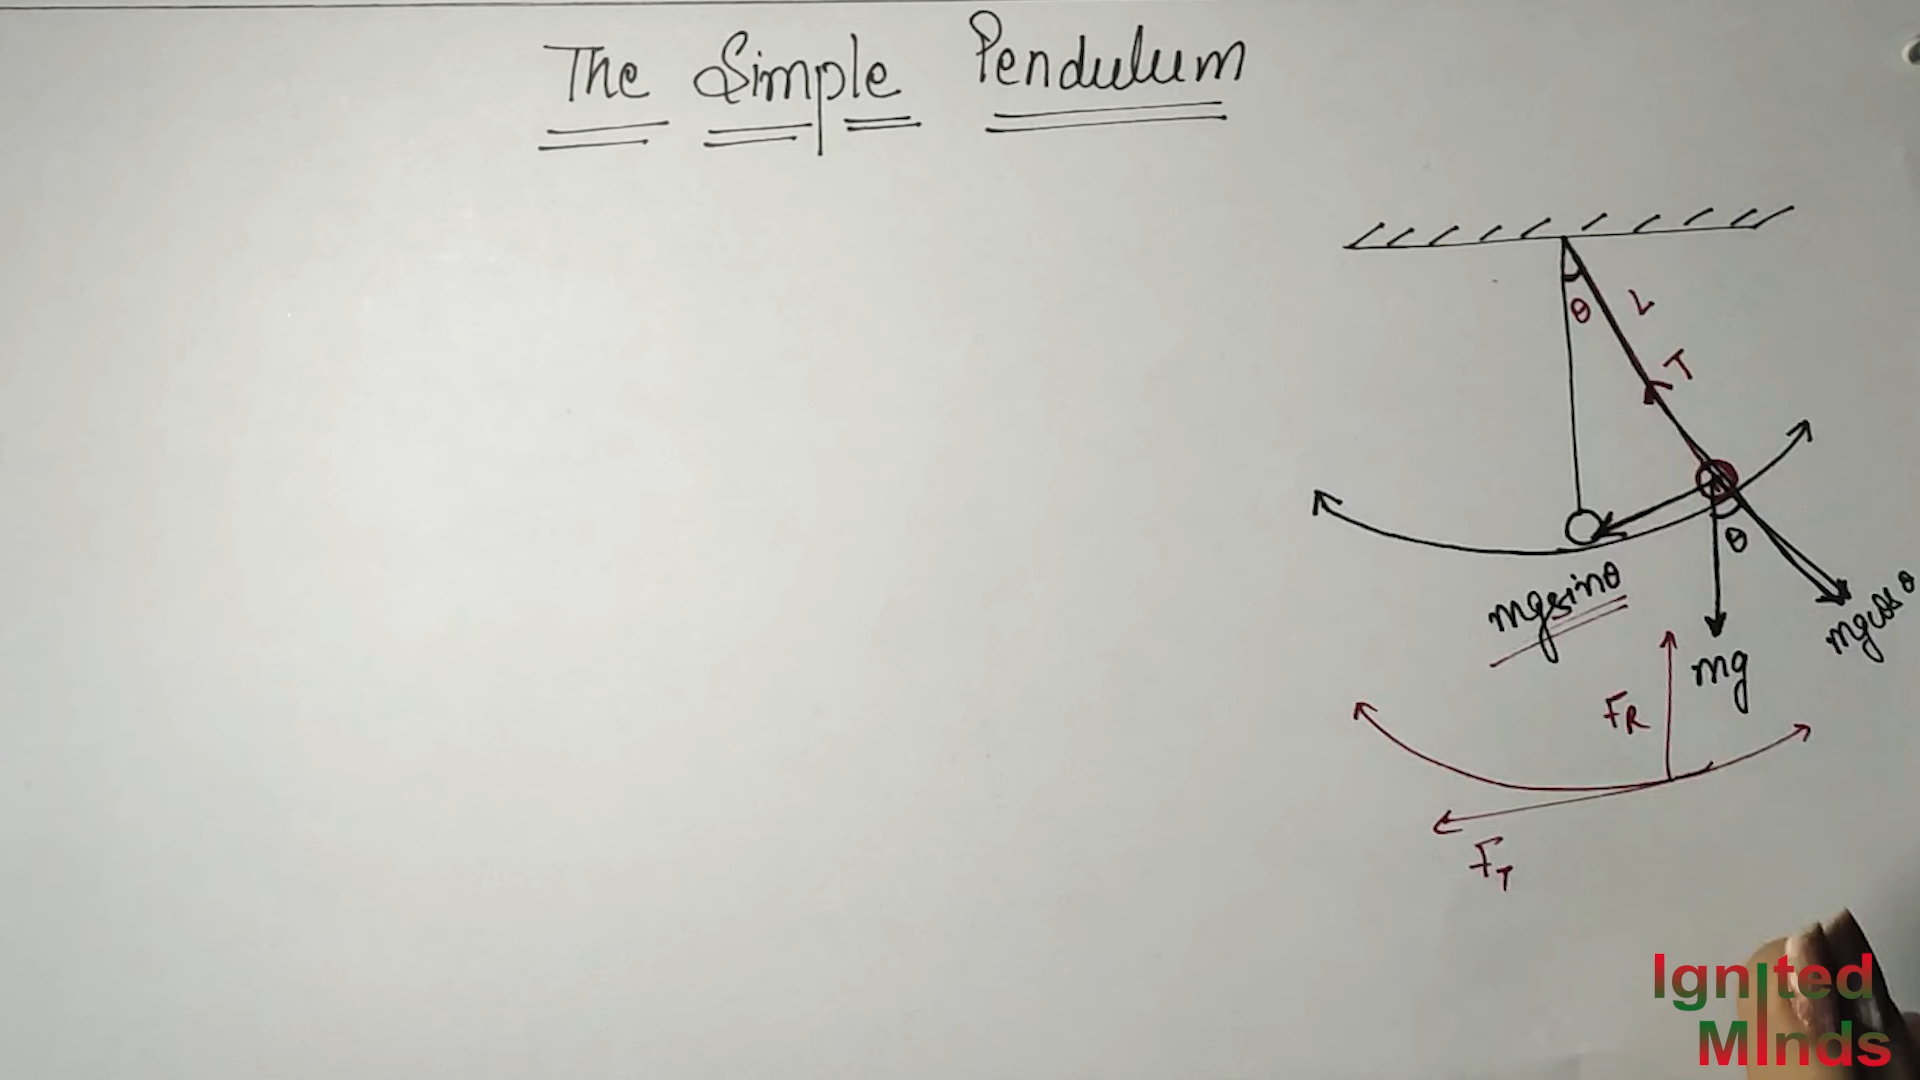 The Simple Pendulum
θ
L
T
θ
mgsinθ
mgcosθ
mg
FR
FT
Ignited
Minds